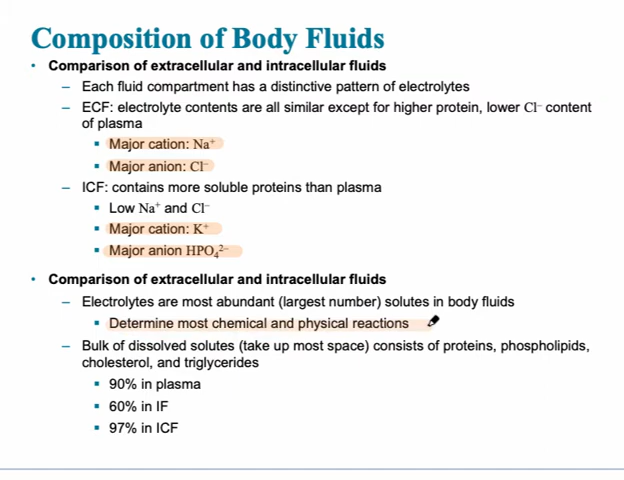 Composition of Body Fluids
• Comparison of extracellular and intracellular fluids
– Each fluid compartment has a distinctive pattern of electrolytes
– ECF: electrolyte contents are all similar except for higher protein, lower Cl⁻ content
of plasma
▪ Major cation: Na⁺
▪ Major anion: Cl⁻
– ICF: contains more soluble proteins than plasma
▪ Low Na⁺ and Cl⁻
▪ Major cation: K⁺
▪ Major anion HPO₄²⁻
• Comparison of extracellular and intracellular fluids
– Electrolytes are most abundant (largest number) solutes in body fluids
▪ Determine most chemical and physical reactions
– Bulk of dissolved solutes (take up most space) consists of proteins, phospholipids,
cholesterol, and triglycerides
▪ 90% in plasma
▪ 60% in IF
▪ 97% in ICF